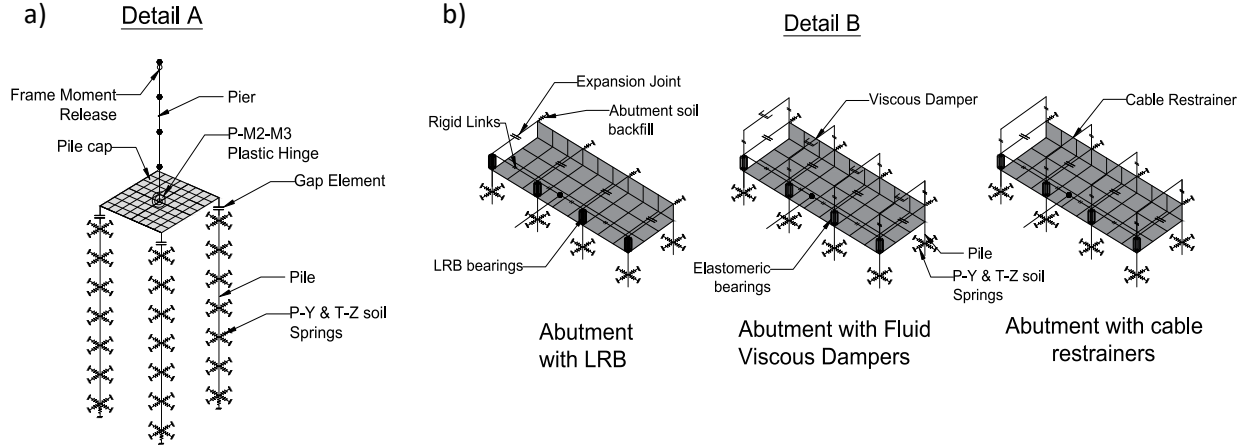 a)
Detail A
Frame Moment
Release
Pier
Pile cap
P-M2-M3
Plastic Hinge
Gap Element
Pile
P-Y & T-Z soil
Springs
b)
Detail B
Expansion Joint
Rigid Links
Abutment soil
backfill
LRB bearings
Abutment
with LRB
Viscous Damper
Elastomeric
bearings
Pile
P-Y & T-Z soil
Springs
Abutment with Fluid
Viscous Dampers
Cable Restrainer
Abutment with cable
restrainers